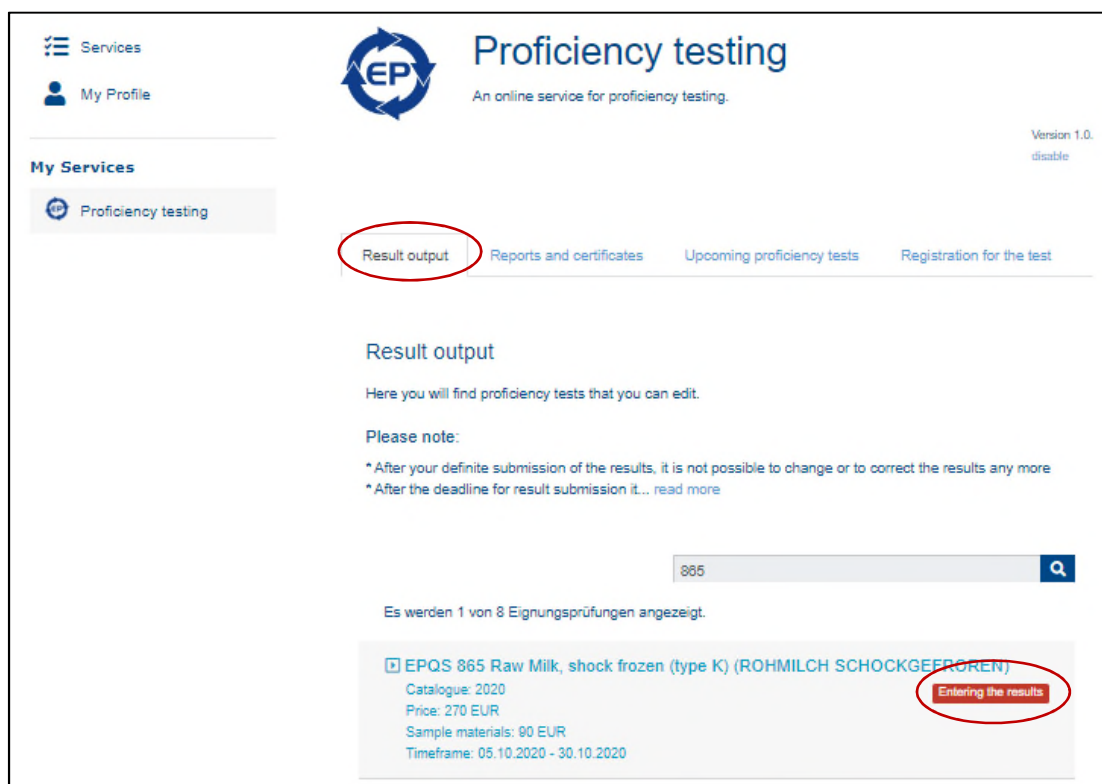 Services
My Profile
My Services
EP Proficiency testing
EP
Proficiency testing
An online service for proficiency testing.
Version 1.0.
disable
Result output
Reports and certificates
Upcoming proficiency tests
Registration for the test
Result output
Here you will find proficiency tests that you can edit.
Please note:
* After your definite submission of the results, it is not possible to change or to correct the results any more
* After the deadline for result submission it... read more
865
Es werden 1 von 8 Eignungsprüfungen angezeigt.
EPQS 865 Raw Milk, shock frozen (type K) (ROHMILCH SCHOCKGEFROREN)
Catalogue: 2020
Entering the results
Price: 270 EUR
Sample materials: 90 EUR
Timeframe: 05.10.2020 - 30.10.2020